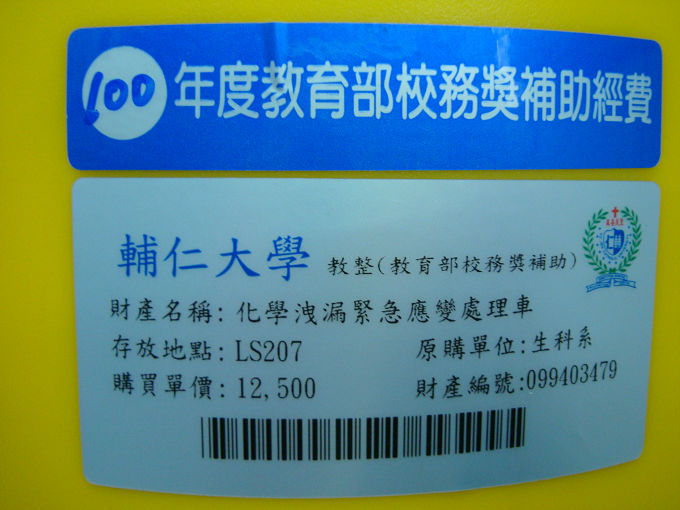 100年度教育部校務獎補助經費
輔仁大學 教整(教育部校務獎補助)
財產名稱: 化學洩漏緊急應變處理車
存放地點: LS207 原購單位:生科系
購買單價: 12,500 財產編號:099403479